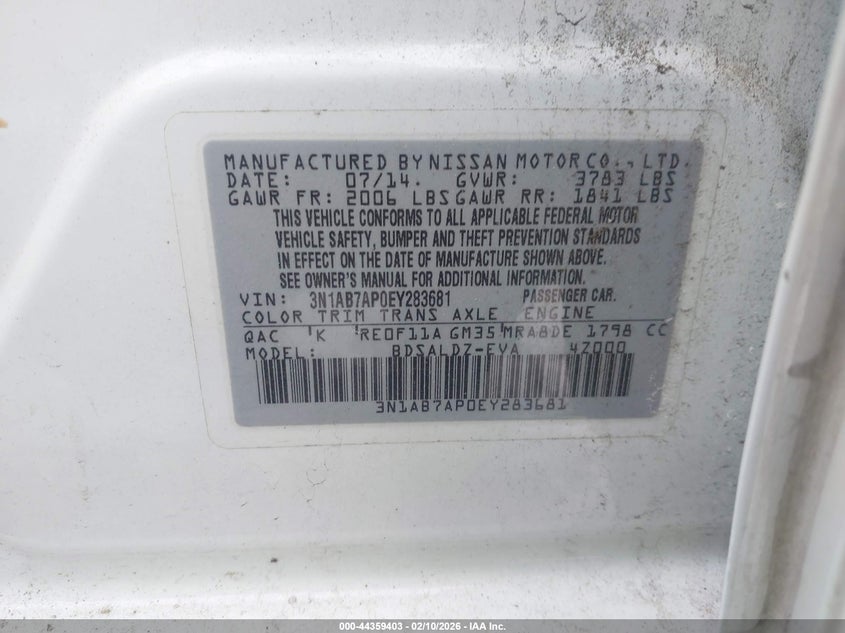 MANUFACTURED BY NISSAN MOTOR CO., LTD.
DATE: 07/14. GVWR: 3783 LBS
GAWR FR: 2006 LBS GAWR RR: 1841 LBS
THIS VEHICLE CONFORMS TO ALL APPLICABLE FEDERAL MOTOR
VEHICLE SAFETY, BUMPER AND THEFT PREVENTION STANDARDS
IN EFFECT ON THE DATE OF MANUFACTURE SHOWN ABOVE.
SEE OWNER'S MANUAL FOR ADDITIONAL INFORMATION.
VIN: 3N1AB7AP0EY283681 PASSENGER CAR.
COLOR TRIM TRANS AXLE ENGINE
QAC K RE0F11A GM35 MRA8DE 1798 CC
MODEL: BDSALDZ-EVA 4Z000
3N1AB7AP0EY283681
000-44359403 - 02/10/2026 - IAA Inc.